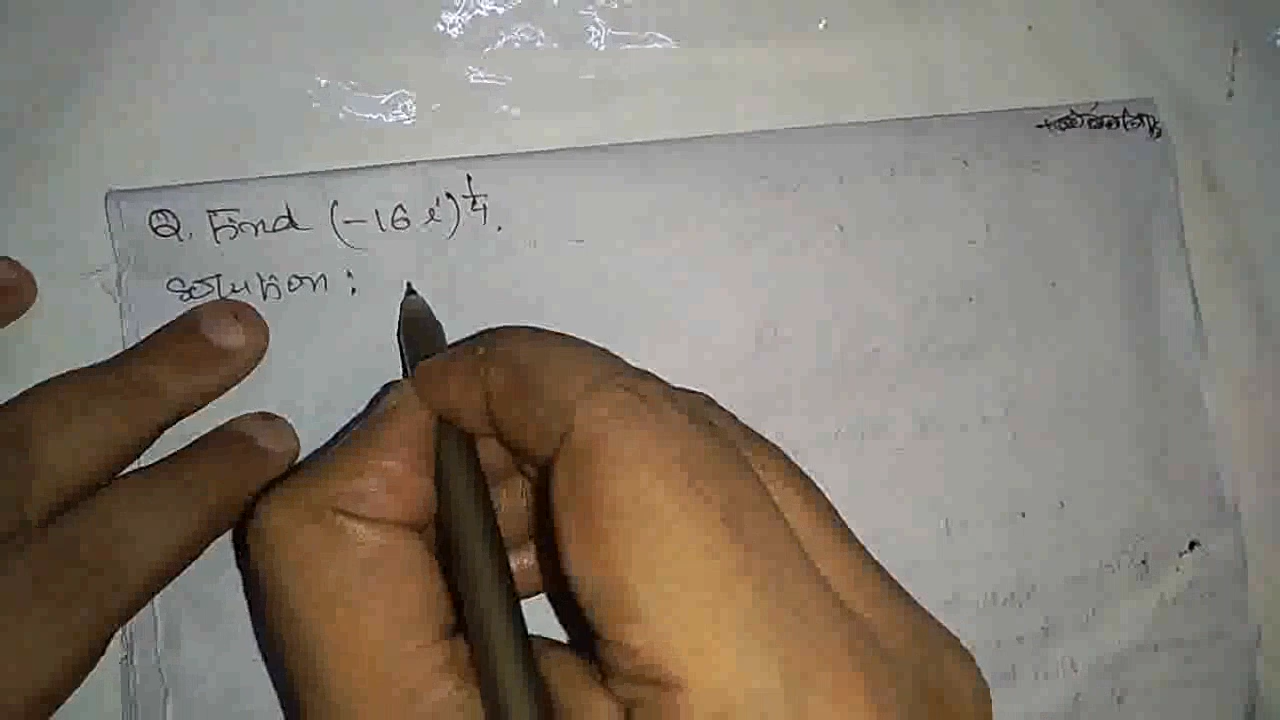 Q. Find (-16 i)^1/4.
Solution :